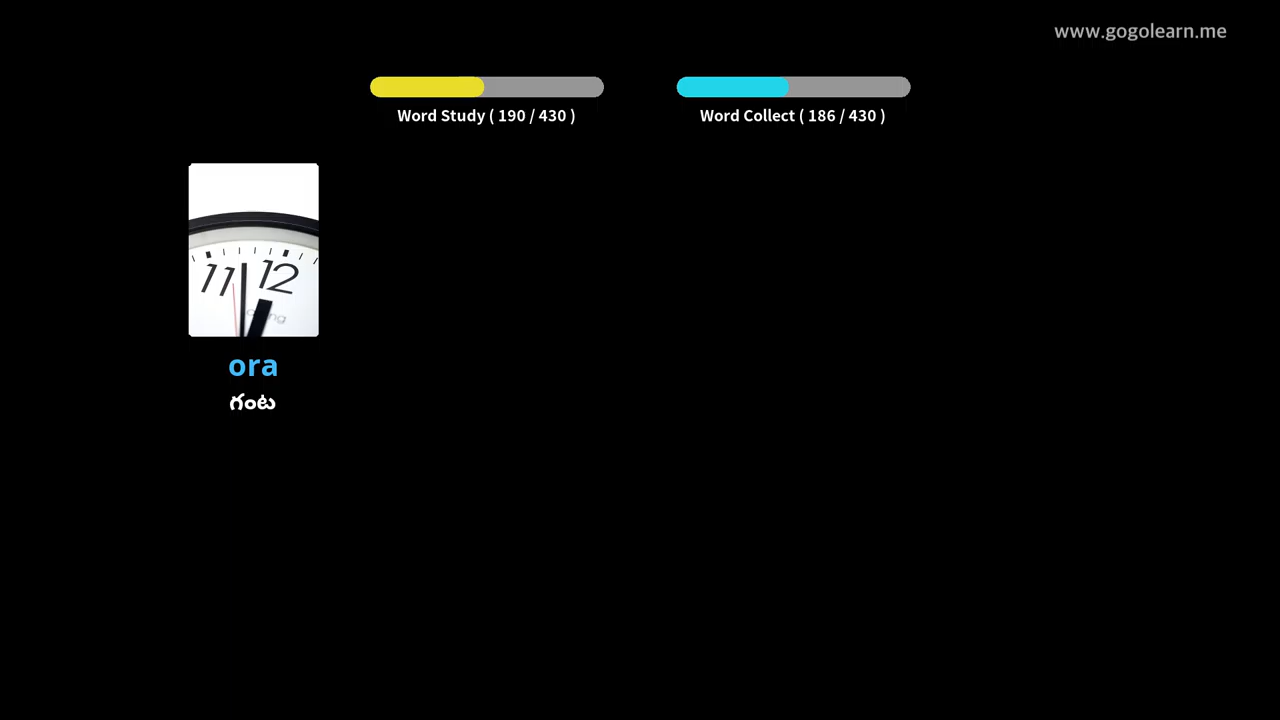 www.gogolearn.me
Word Study ( 190 / 430 )
Word Collect ( 186 / 430 )
11 12
ora
గంట